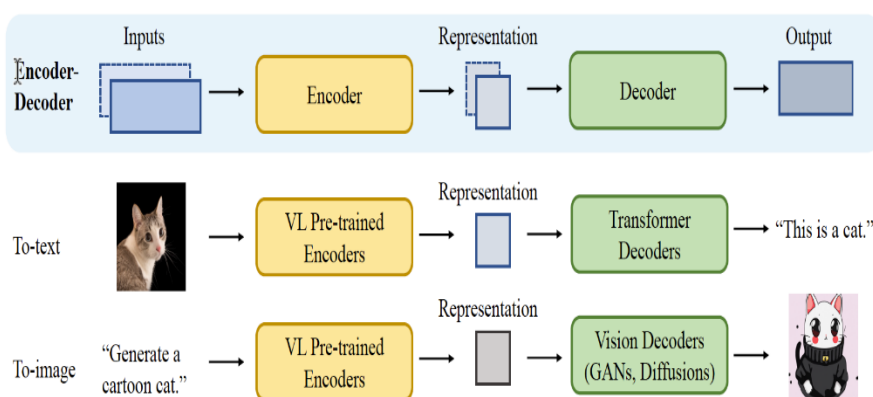 Inputs
Representation
Output
Encoder-
Decoder
Encoder
Decoder
Representation
To-text
VL Pre-trained
Encoders
Transformer
Decoders
“This is a cat.”
Representation
To-image
“Generate a
cartoon cat.”
VL Pre-trained
Encoders
Vision Decoders
(GANs, Diffusions)